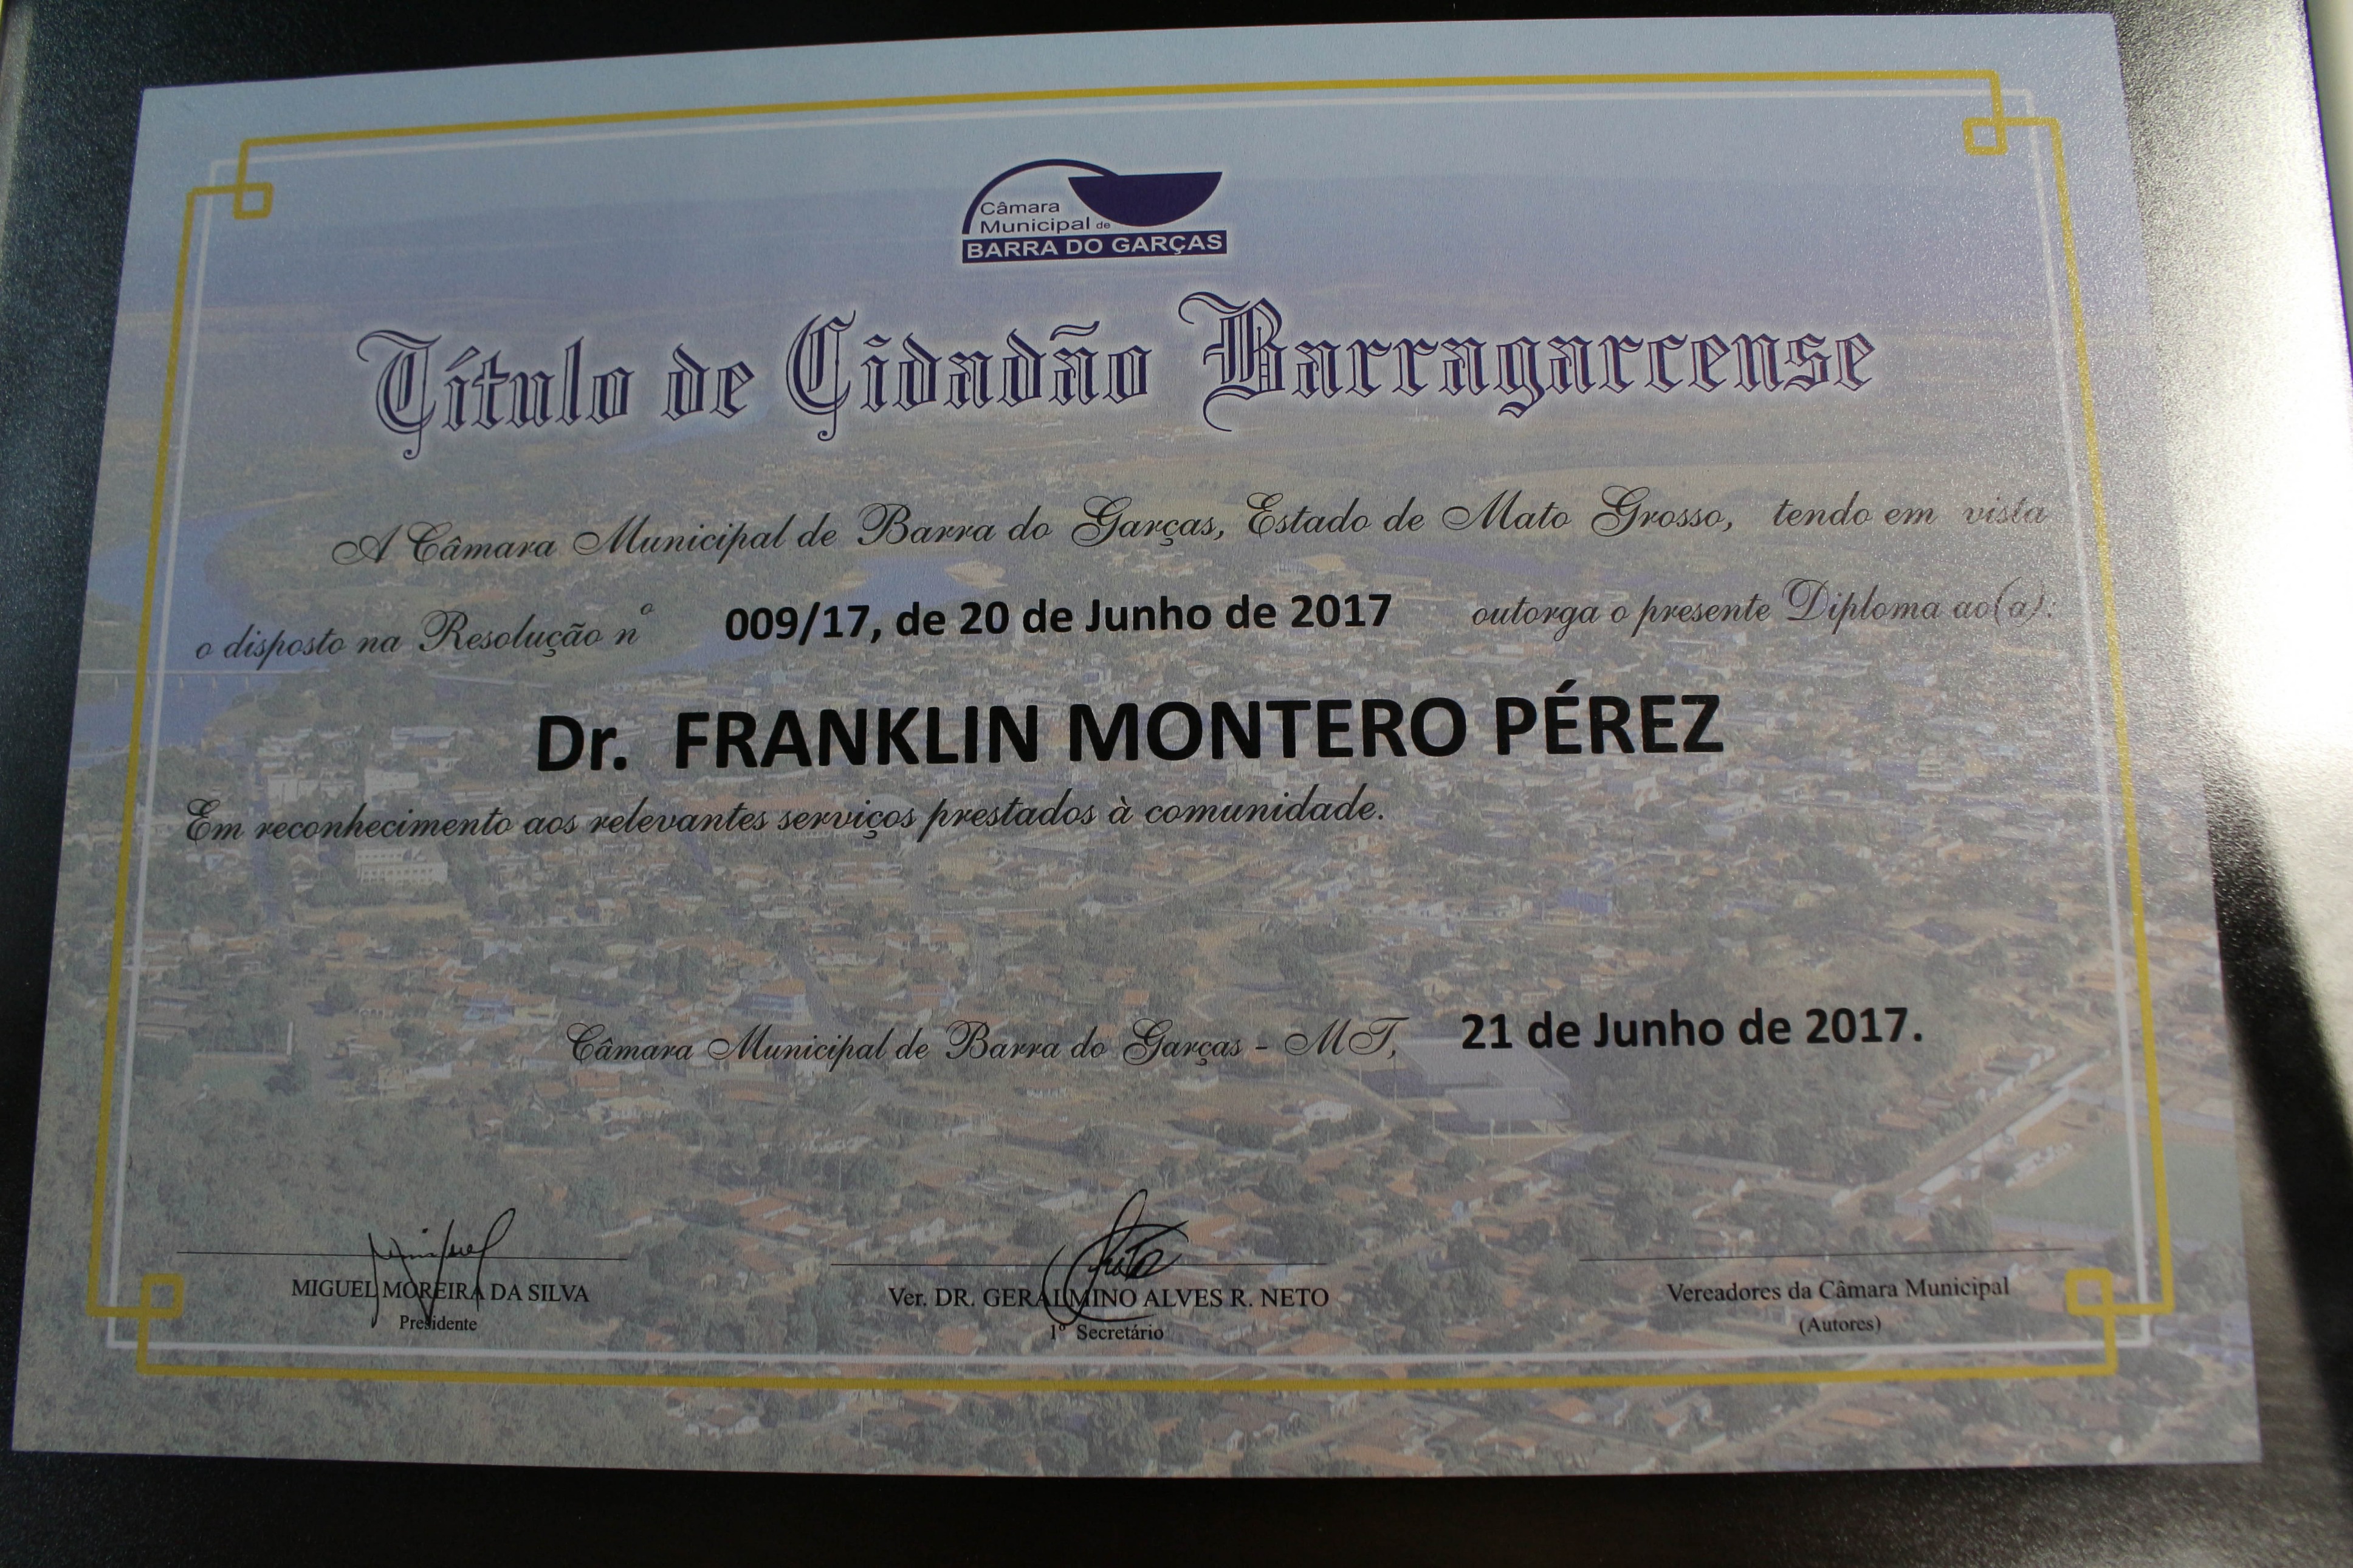 Câmara
Municipal de
BARRA DO GARÇAS
Título de Cidadão Barragarcense
A Câmara Municipal de Barra do Garças, Estado de Mato Grosso, tendo em vista
o disposto na Resolução nº 009/17, de 20 de Junho de 2017 outorga o presente Diploma ao(a):
Dr. FRANKLIN MONTERO PÉREZ
Em reconhecimento aos relevantes serviços prestados à comunidade.
Câmara Municipal de Barra do Garças - MT, 21 de Junho de 2017.
MIGUEL MOREIRA DA SILVA
Presidente
Ver. DR. GERALMINO ALVES R. NETO
1º Secretário
Vereadores da Câmara Municipal
(Autores)